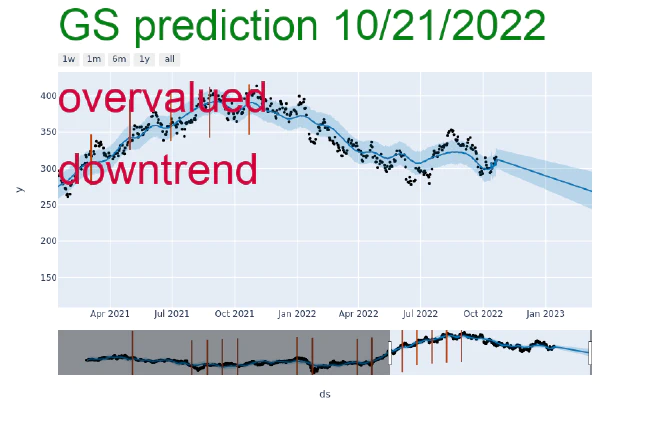 GS prediction 10/21/2022
1w 1m 6m 1y all
overvalued
downtrend
400
350
300
250
200
150
y
Apr 2021 Jul 2021 Oct 2021 Jan 2022 Apr 2022 Jul 2022 Oct 2022 Jan 2023
ds